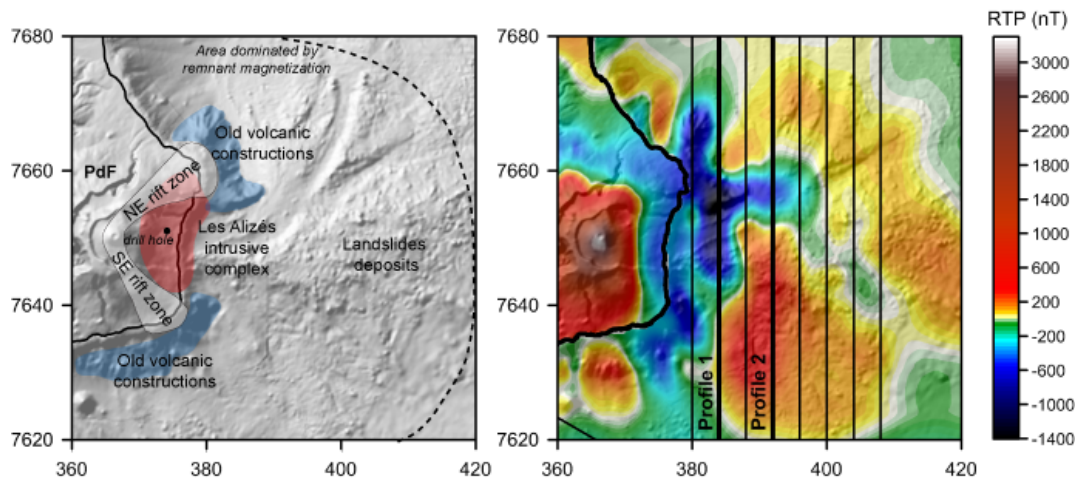 7680
7660
7640
7620
360
380
400
420
Area dominated by
remnant magnetization
Old volcanic
constructions
PdF
NE rift zone
drill hole
Les Alizés
intrusive
complex
Landslides
deposits
SE rift zone
Old volcanic
constructions
7680
7660
7640
7620
360
380
400
420
Profile 1
Profile 2
RTP (nT)
3000
2600
2200
1800
1400
1000
600
200
-200
-600
-1000
-1400